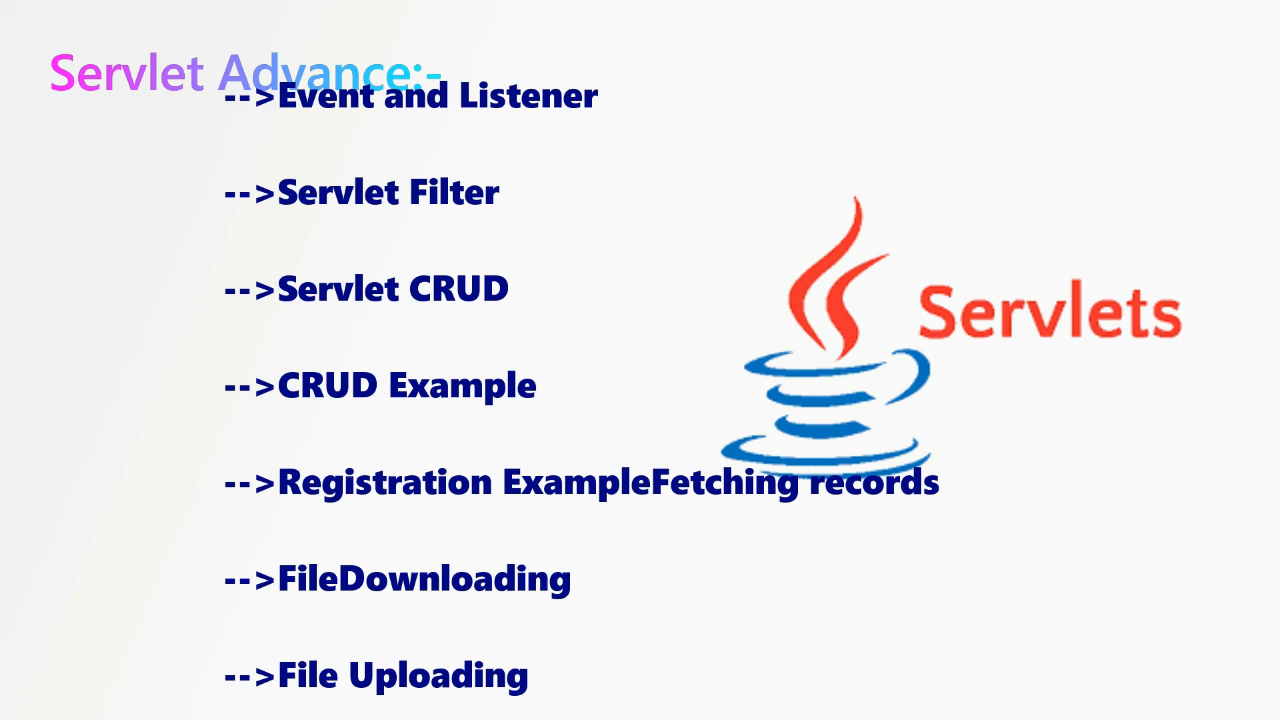 Servlet Advance:-
-->Event and Listener
-->Servlet Filter
-->Servlet CRUD
Servlets
-->CRUD Example
-->Registration ExampleFetching records
-->FileDownloading
-->File Uploading